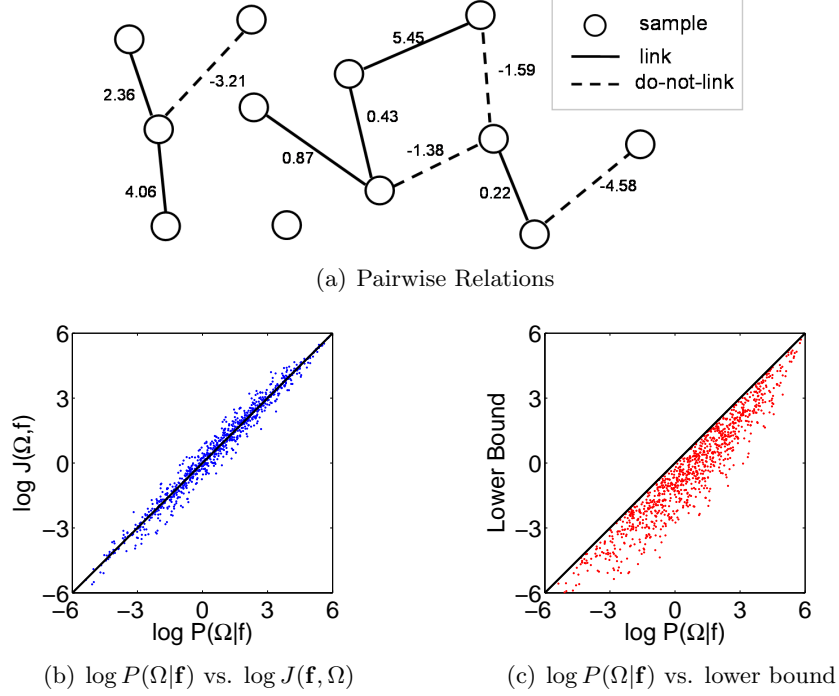 sample
link
do-not-link
5.45
-1.59
2.36
-3.21
0.43
0.87
-1.38
4.06
0.22
-4.58
(a) Pairwise Relations
6
3
0
−3
−6
−6 −3 0 3 6
log J(Ω,f)
log P(Ω|f)
6
3
0
−3
−6
−6 −3 0 3 6
Lower Bound
log P(Ω|f)
(b) log P(Ω|f) vs. log J(f, Ω)
(c) log P(Ω|f) vs. lower bound